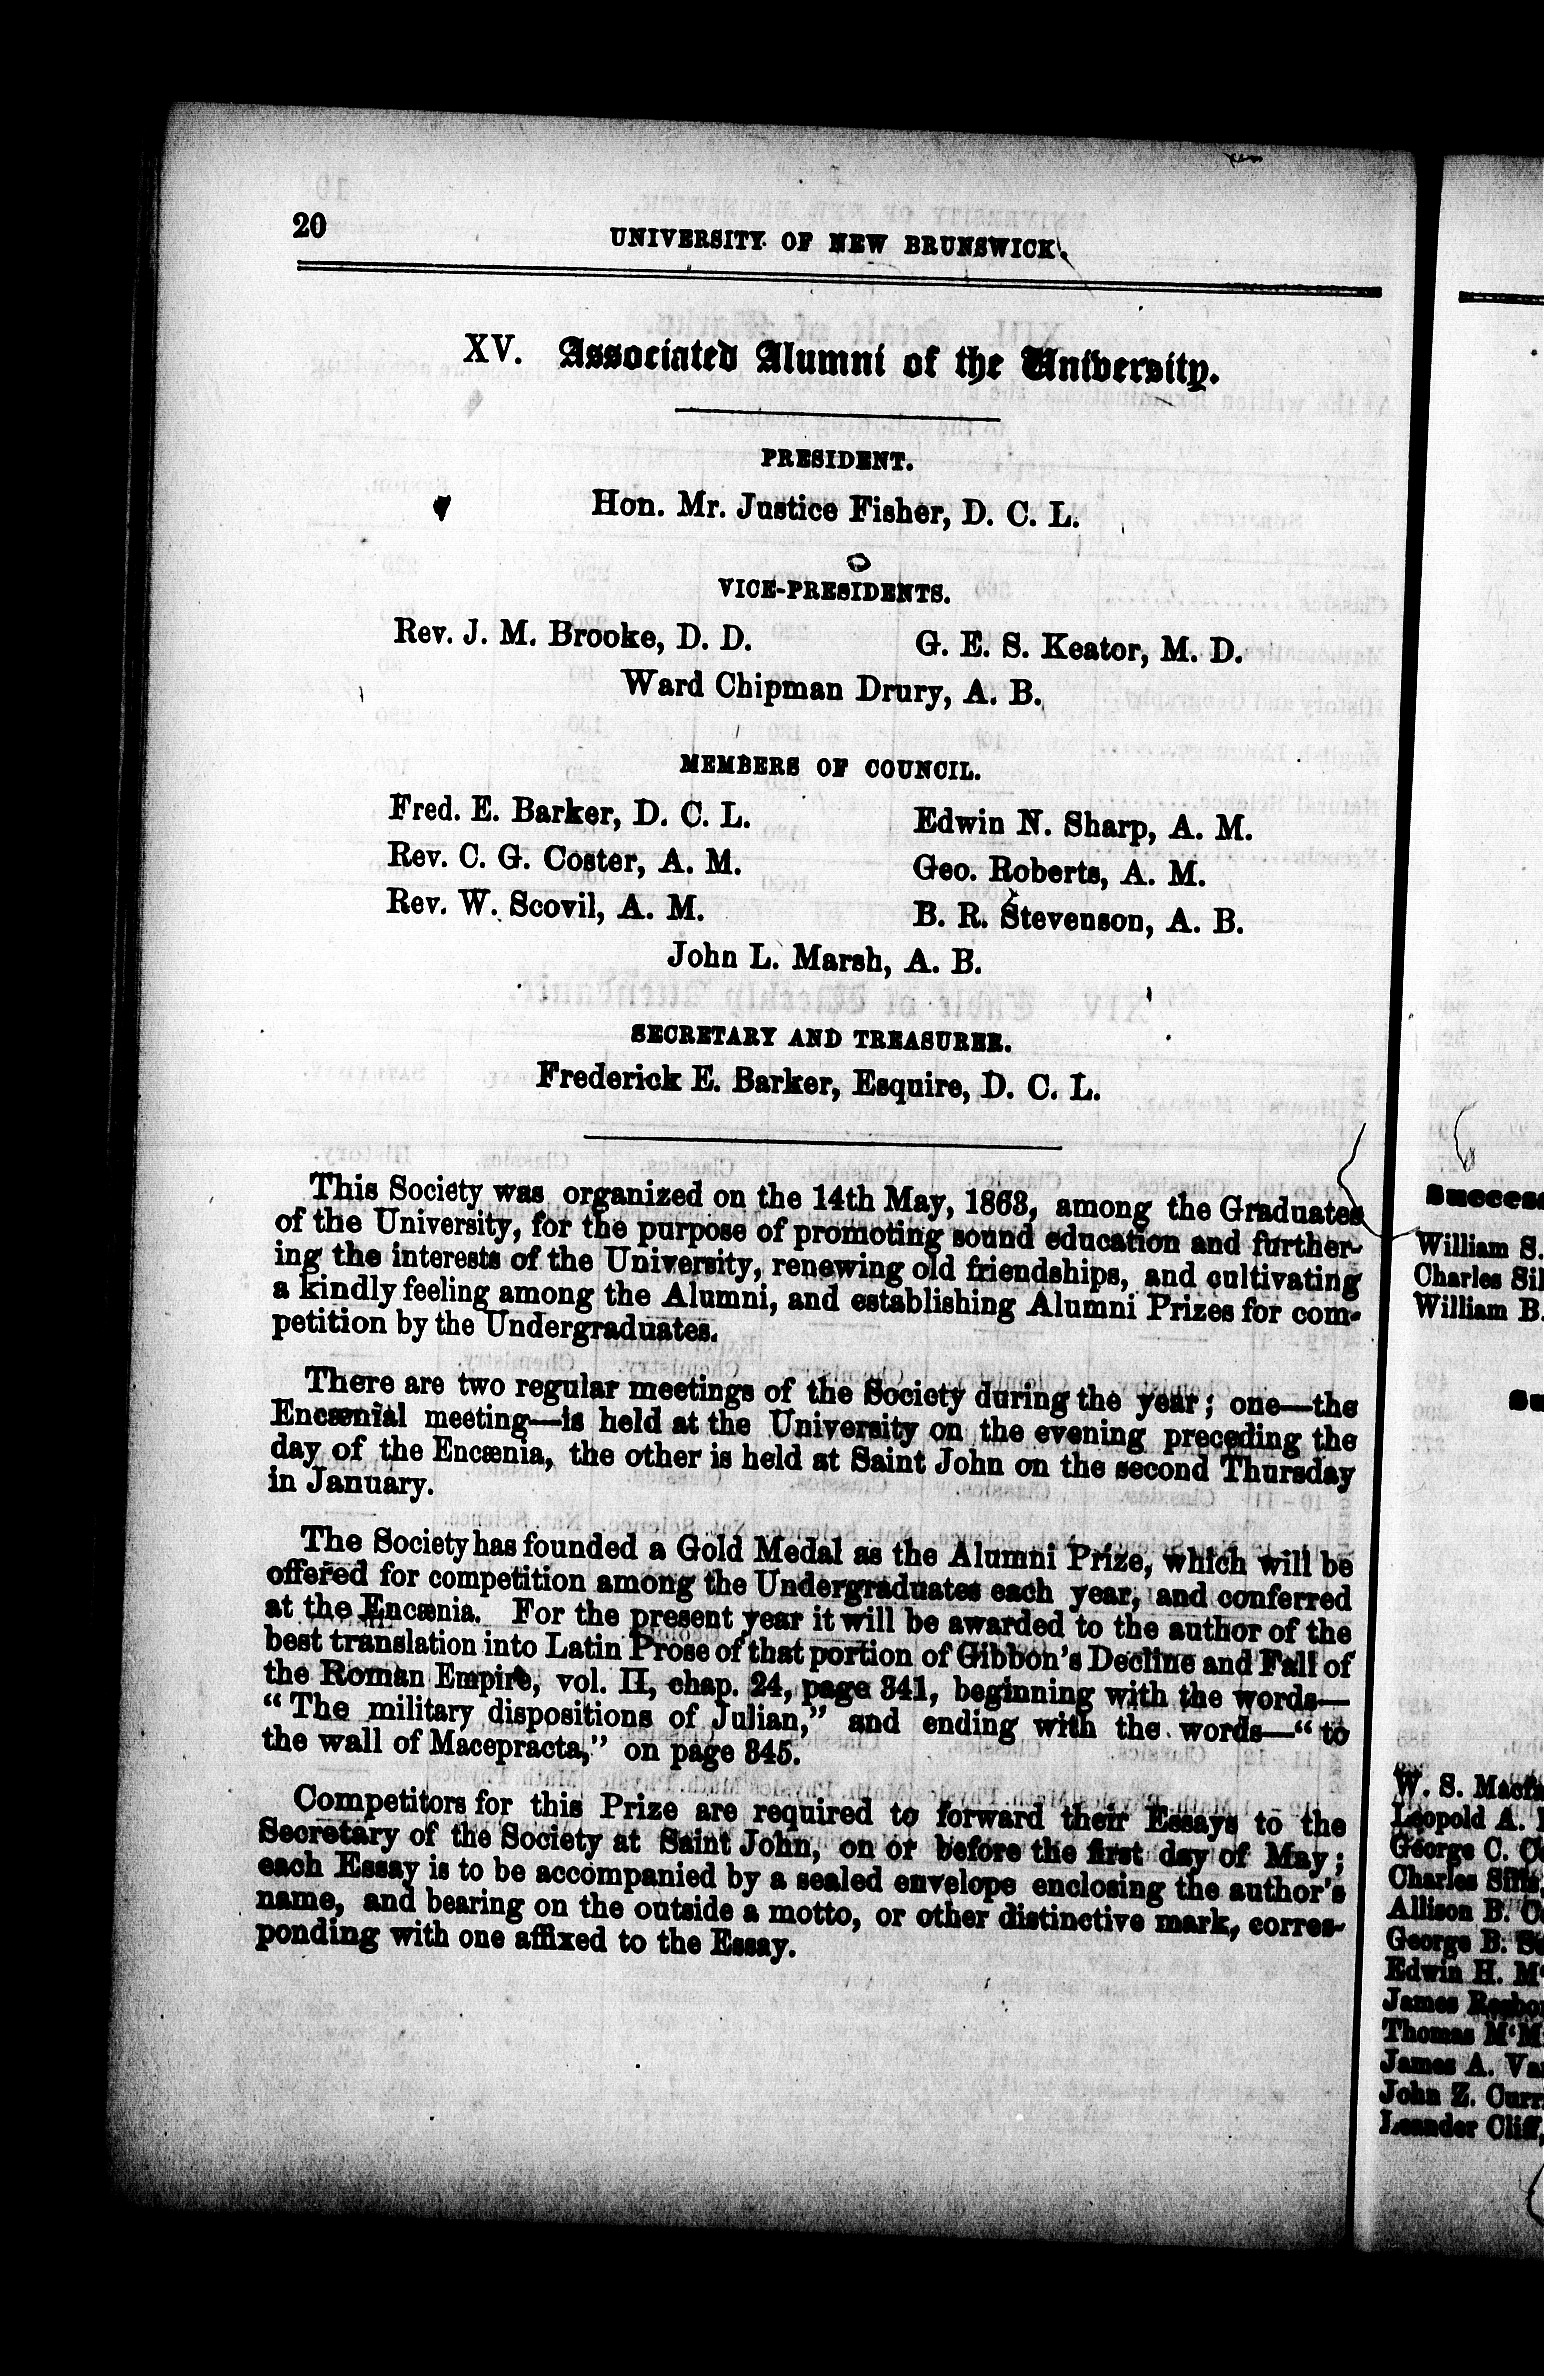 20
UNIVERSITY OF NEW BRUNSWICK.
XV. Associated Alumni of the University.
PRESIDENT.
Hon. Mr. Justice Fisher, D. C. L.
VICE-PRESIDENTS.
Rev. J. M. Brooke, D. D. G. E. S. Keator, M. D.
Ward Chipman Drury, A. B.
MEMBERS OF COUNCIL.
Fred. E. Barker, D. C. L. Edwin N. Sharp, A. M.
Rev. C. G. Coster, A. M. Geo. Roberts, A. M.
Rev. W. Scovil, A. M. B. R. Stevenson, A. B.
John L. Marsh, A. B.
SECRETARY AND TREASURER.
Frederick E. Barker, Esquire, D. C. L.
This Society was organized on the 14th May, 1863, among the Graduates
of the University, for the purpose of promoting sound education and further-
ing the interests of the University, renewing old friendships, and cultivating
a kindly feeling among the Alumni, and establishing Alumni Prizes for com-
petition by the Undergraduates.
There are two regular meetings of the Society during the year; one—the
Encænial meeting—is held at the University on the evening preceding the
day of the Encænia, the other is held at Saint John on the second Thursday
in January.
The Society has founded a Gold Medal as the Alumni Prize, which will be
offered for competition among the Undergraduates each year, and conferred
at the Encænia. For the present year it will be awarded to the author of the
best translation into Latin Prose of that portion of Gibbon's Decline and Fall of
the Roman Empire, vol. II, chap. 24, page 341, beginning with the words—
"The military dispositions of Julian," and ending with the words—"to
the wall of Macepracta," on page 345.
Competitors for this Prize are required to forward their Essays to the
Secretary of the Society at Saint John, on or before the first day of May;
each Essay is to be accompanied by a sealed envelope enclosing the author's
name, and bearing on the outside a motto, or other distinctive mark, corres-
ponding with one affixed to the Essay.
William S.
Charles
William B.
W. S.
Leopold A.
George C.
Charles
Allison B.
George B.
Edwin H.
James
Thomas
James A.
John Z.
Leander